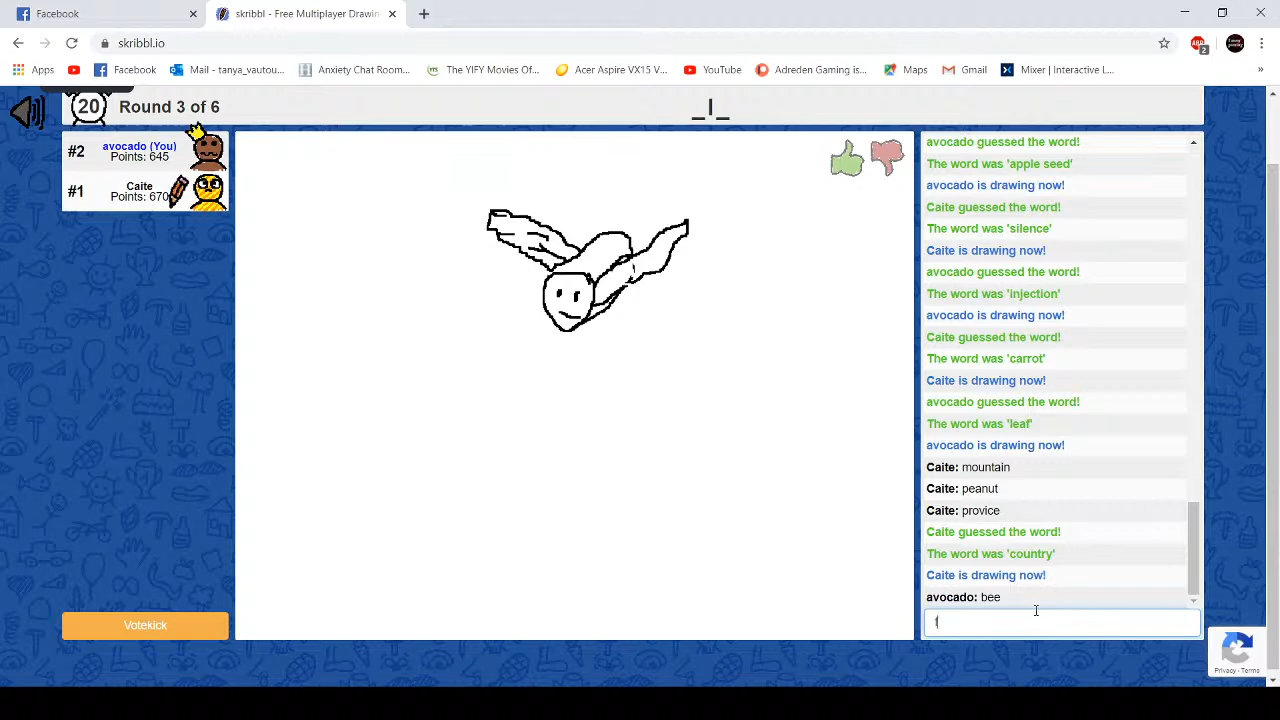 Facebook
skribbl - Free Multiplayer Drawin
skribbl.io
Apps
Facebook
Mail - tanya_vautou...
Anxiety Chat Room...
The YIFY Movies Of...
Acer Aspire VX15 V...
YouTube
Adreden Gaming is...
Maps
Gmail
Mixer | Interactive L...
20
Round 3 of 6
_l_
#2
avocado (You)
Points: 645
#1
Caite
Points: 670
avocado guessed the word!
The word was 'apple seed'
avocado is drawing now!
Caite guessed the word!
The word was 'silence'
Caite is drawing now!
avocado guessed the word!
The word was 'injection'
avocado is drawing now!
Caite guessed the word!
The word was 'carrot'
Caite is drawing now!
avocado guessed the word!
The word was 'leaf'
avocado is drawing now!
Caite: mountain
Caite: peanut
Caite: provice
Caite guessed the word!
The word was 'country'
Caite is drawing now!
avocado: bee
f
Votekick
Privacy - Terms